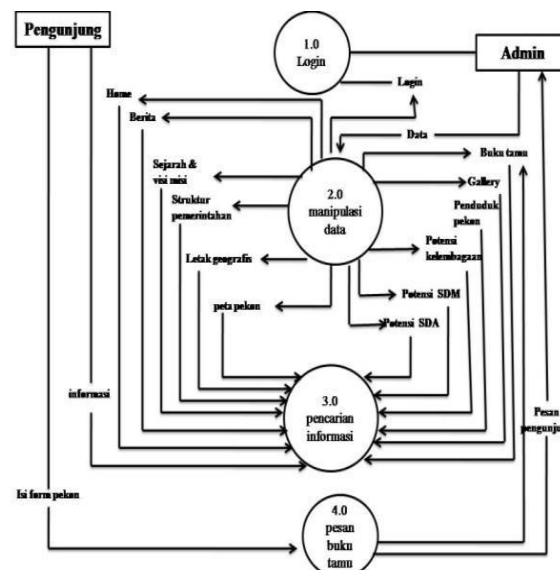 Pengunjung
Admin
1.0
Login
Home
Login
Berita
Data
Buku tamu
Sejarah &
visi misi
Gallery
2.0
manipulasi
data
Struktur
pemerintahan
Penduduk
pekon
Potensi
kelembagaan
Letak geografis
Potensi SDM
peta pekon
Potensi SDA
informasi
3.0
pencarian
informasi
Pesan
pengunju
Isi form pekon
4.0
pesan
buku
tamu